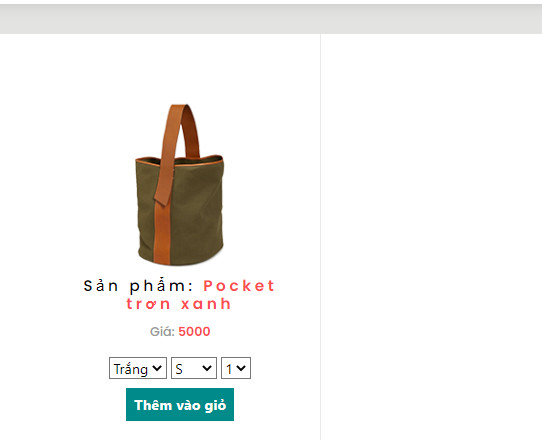 Sản phẩm: Pocket
trơn xanh
Giá: 5000
Trắng S 1
Thêm vào giỏ